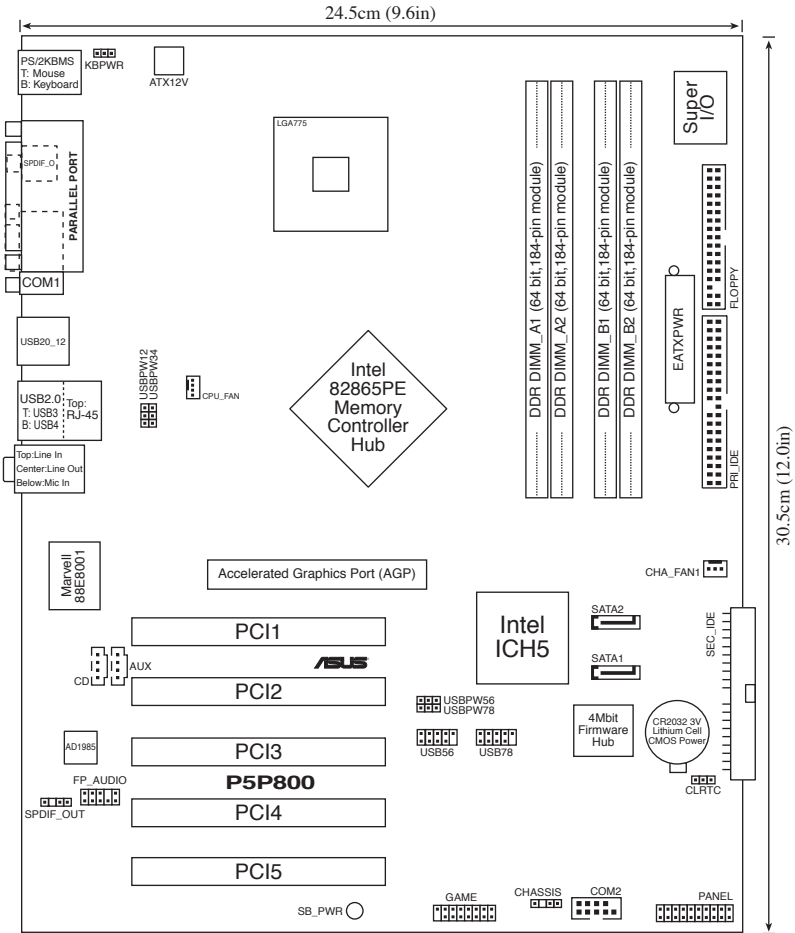 24.5cm (9.6in)
PS/2KBMS
T: Mouse
B: Keyboard
KBPWR
ATX12V
Super
I/O
LGA775
SPDIF_O
PARALLEL PORT
COM1
DDR DIMM_A1 (64 bit,184-pin module)
DDR DIMM_A2 (64 bit,184-pin module)
DDR DIMM_B1 (64 bit,184-pin module)
DDR DIMM_B2 (64 bit,184-pin module)
FLOPPY
EATXPWR
USB20_12
USBPW12
USBPW34
CPU_FAN
Intel
82865PE
Memory
Controller
Hub
USB2.0
T: USB3
B: USB4
Top:
RJ-45
Top:Line In
Center:Line Out
Below:Mic In
PRI_IDE
30.5cm (12.0in)
Marvell
88E8001
Accelerated Graphics Port (AGP)
CHA_FAN1
PCI1
Intel
ICH5
SATA2
SEC_IDE
CD
AUX
ASUS
SATA1
PCI2
USBPW56
USBPW78
4Mbit
Firmware
Hub
CR2032 3V
Lithium Cell
CMOS Power
AD1985
PCI3
USB56
USB78
FP_AUDIO
P5P800
CLRTC
SPDIF_OUT
PCI4
PCI5
SB_PWR
GAME
CHASSIS
COM2
PANEL